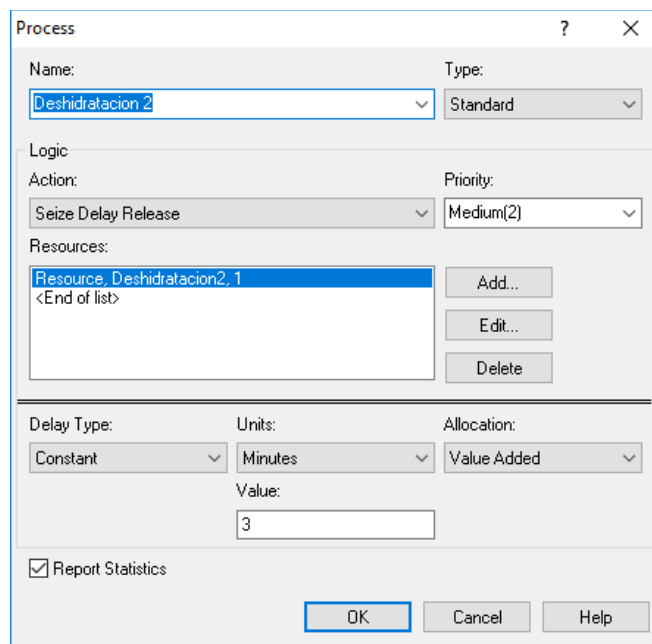 Process ?
Name: Type:
Deshidratacion 2 Standard
Logic
Action: Priority:
Seize Delay Release Medium(2)
Resources:
Resource, Deshidratacion2, 1 Add...
<End of list>
Edit...
Delete
Delay Type: Units: Allocation:
Constant Minutes Value Added
Value:
3
Report Statistics
OK Cancel Help